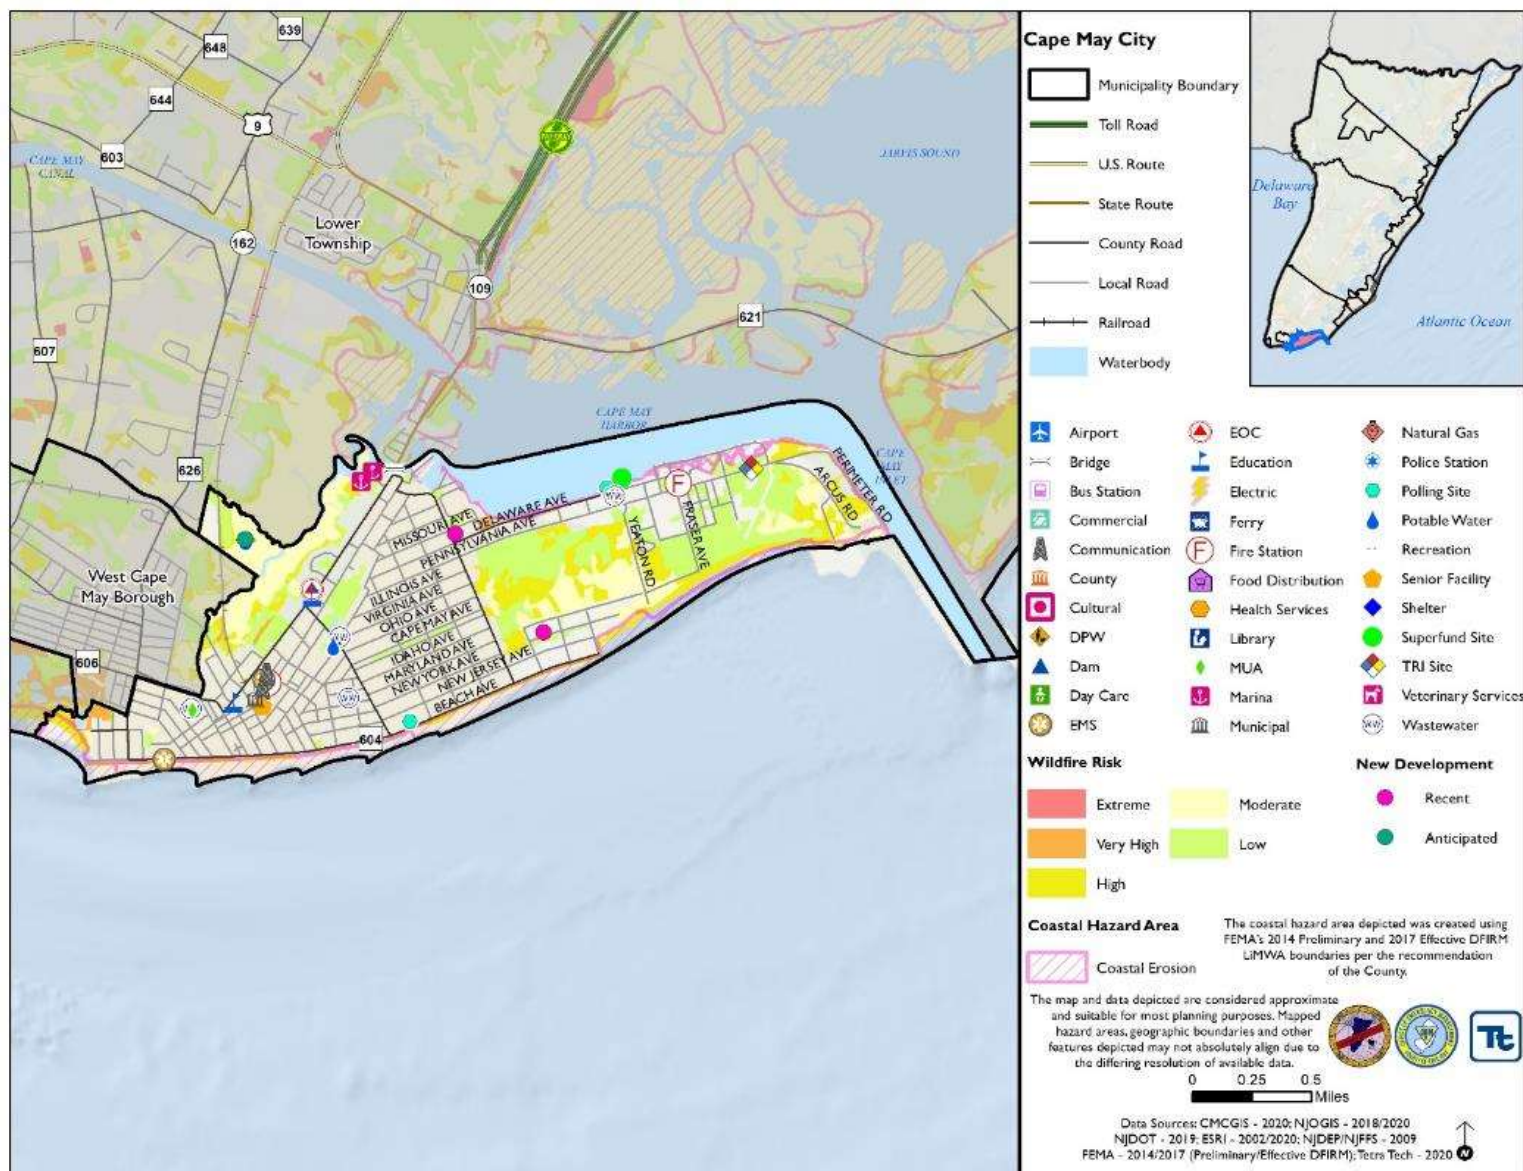 639
648
644
9
603
CAPE MAY
CANAL
JARVIS SOUND
Lower
Township
162
109
607
621
CAPE MAY
HARBOR
626
CAPE
MAY
INLET
PERIMETER RD
ARCUS RD
MISSOURI AVE
DELAWARE AVE
PENNSYLVANIA AVE
FRASER AVE
YEATON RD
West Cape
May Borough
ILLINOIS AVE
VIRGINIA AVE
OHIO AVE
CAPE MAY AVE
IDAHO AVE
MARYLAND AVE
NEW YORK AVE
NEW JERSEY AVE
BEACH AVE
606
604
F
Cape May City
Municipality Boundary
Toll Road
U.S. Route
State Route
County Road
Local Road
Railroad
Waterbody
Delaware
Bay
Atlantic Ocean
Airport
Bridge
Bus Station
Commercial
Communication
County
Cultural
DPW
Dam
Day Care
EMS
EOC
Education
Electric
Ferry
Fire Station
Food Distribution
Health Services
Library
MUA
Marina
Municipal
Natural Gas
Police Station
Polling Site
Potable Water
Recreation
Senior Facility
Shelter
Superfund Site
TRI Site
Veterinary Services
Wastewater
Wildfire Risk
Extreme
Very High
High
Moderate
Low
New Development
Recent
Anticipated
Coastal Hazard Area
Coastal Erosion
The coastal hazard area depicted was created using
FEMA's 2014 Preliminary and 2017 Effective DFIRM
LiMWA boundaries per the recommendation
of the County.
The map and data depicted are considered approximate
and suitable for most planning purposes. Mapped
hazard areas, geographic boundaries and other
features depicted may not absolutely align due to
the differing resolution of available data.
Tt
0 0.25 0.5
Miles
Data Sources: CMCGIS - 2020; NJOGIS - 2018/2020
NJDOT - 2019; ESRI - 2002/2020; NJDEP/NJFFS - 2009
FEMA - 2014/2017 (Preliminary/Effective DFIRM); Tetra Tech - 2020
N